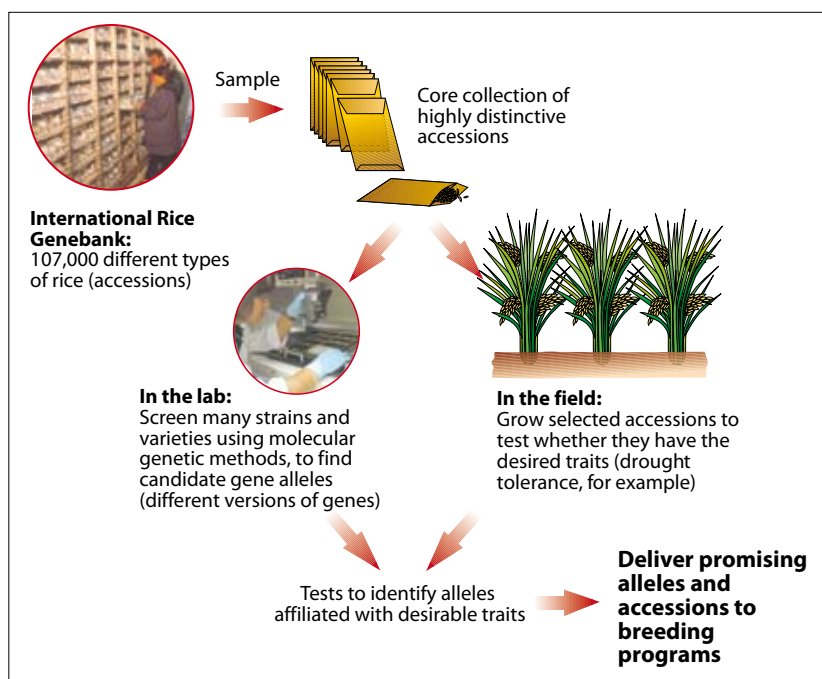 Sample
Core collection of
highly distinctive
accessions
International Rice
Genebank:
107,000 different types
of rice (accessions)
In the lab:
Screen many strains and
varieties using molecular
genetic methods, to find
candidate gene alleles
(different versions of genes)
In the field:
Grow selected accessions to
test whether they have the
desired traits (drought
tolerance, for example)
Tests to identify alleles
affiliated with desirable traits
Deliver promising
alleles and
accessions to
breeding
programs